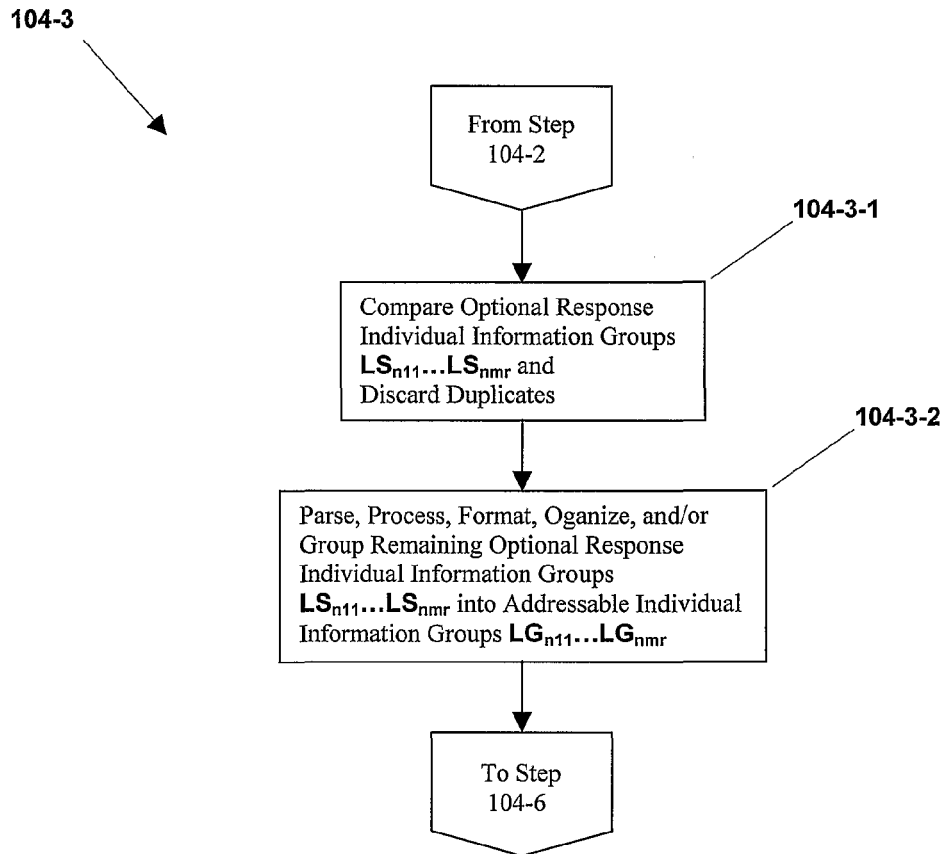 104-3
From Step
104-2
104-3-1
Compare Optional Response
Individual Information Groups
LSn11...LSnmr and
Discard Duplicates
104-3-2
Parse, Process, Format, Oganize, and/or
Group Remaining Optional Response
Individual Information Groups
LSn11...LSnmr into Addressable Individual
Information Groups LGn11...LGnmr
To Step
104-6